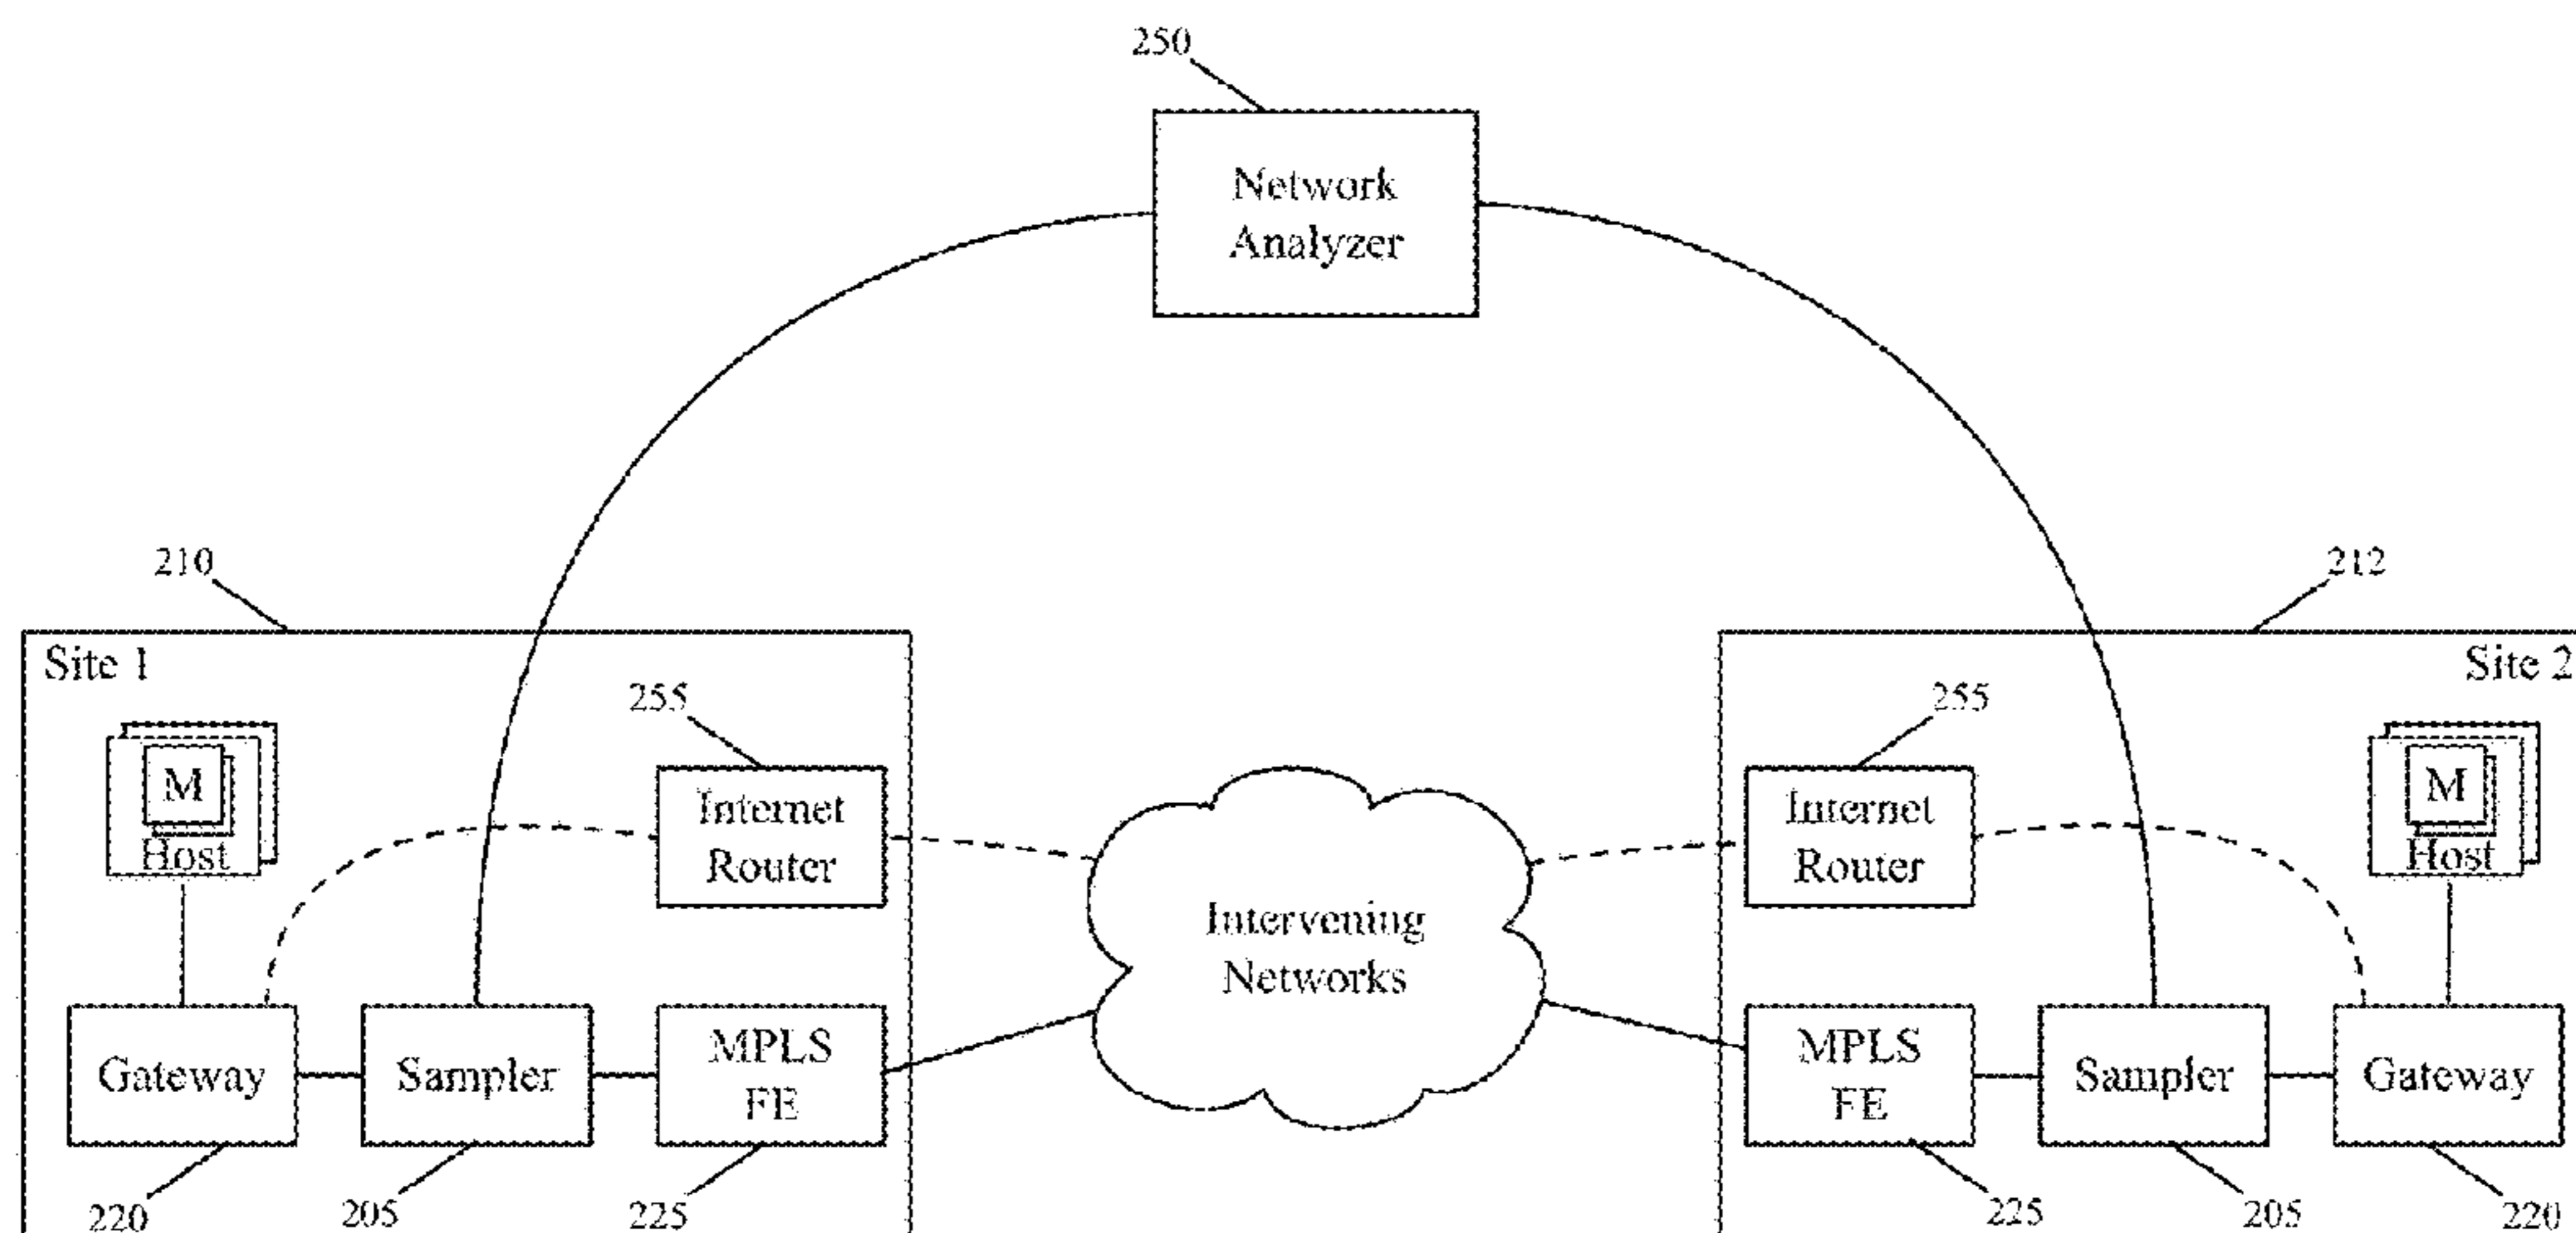 250
Network
Analyzer
210
212
Site 1
Site 2
255
255
M
Host
Internet
Router
Internet
Router
M
Host
Intervening
Networks
Gateway
Sampler
MPLS
FE
MPLS
FE
Sampler
Gateway
220
205
225
225
205
220